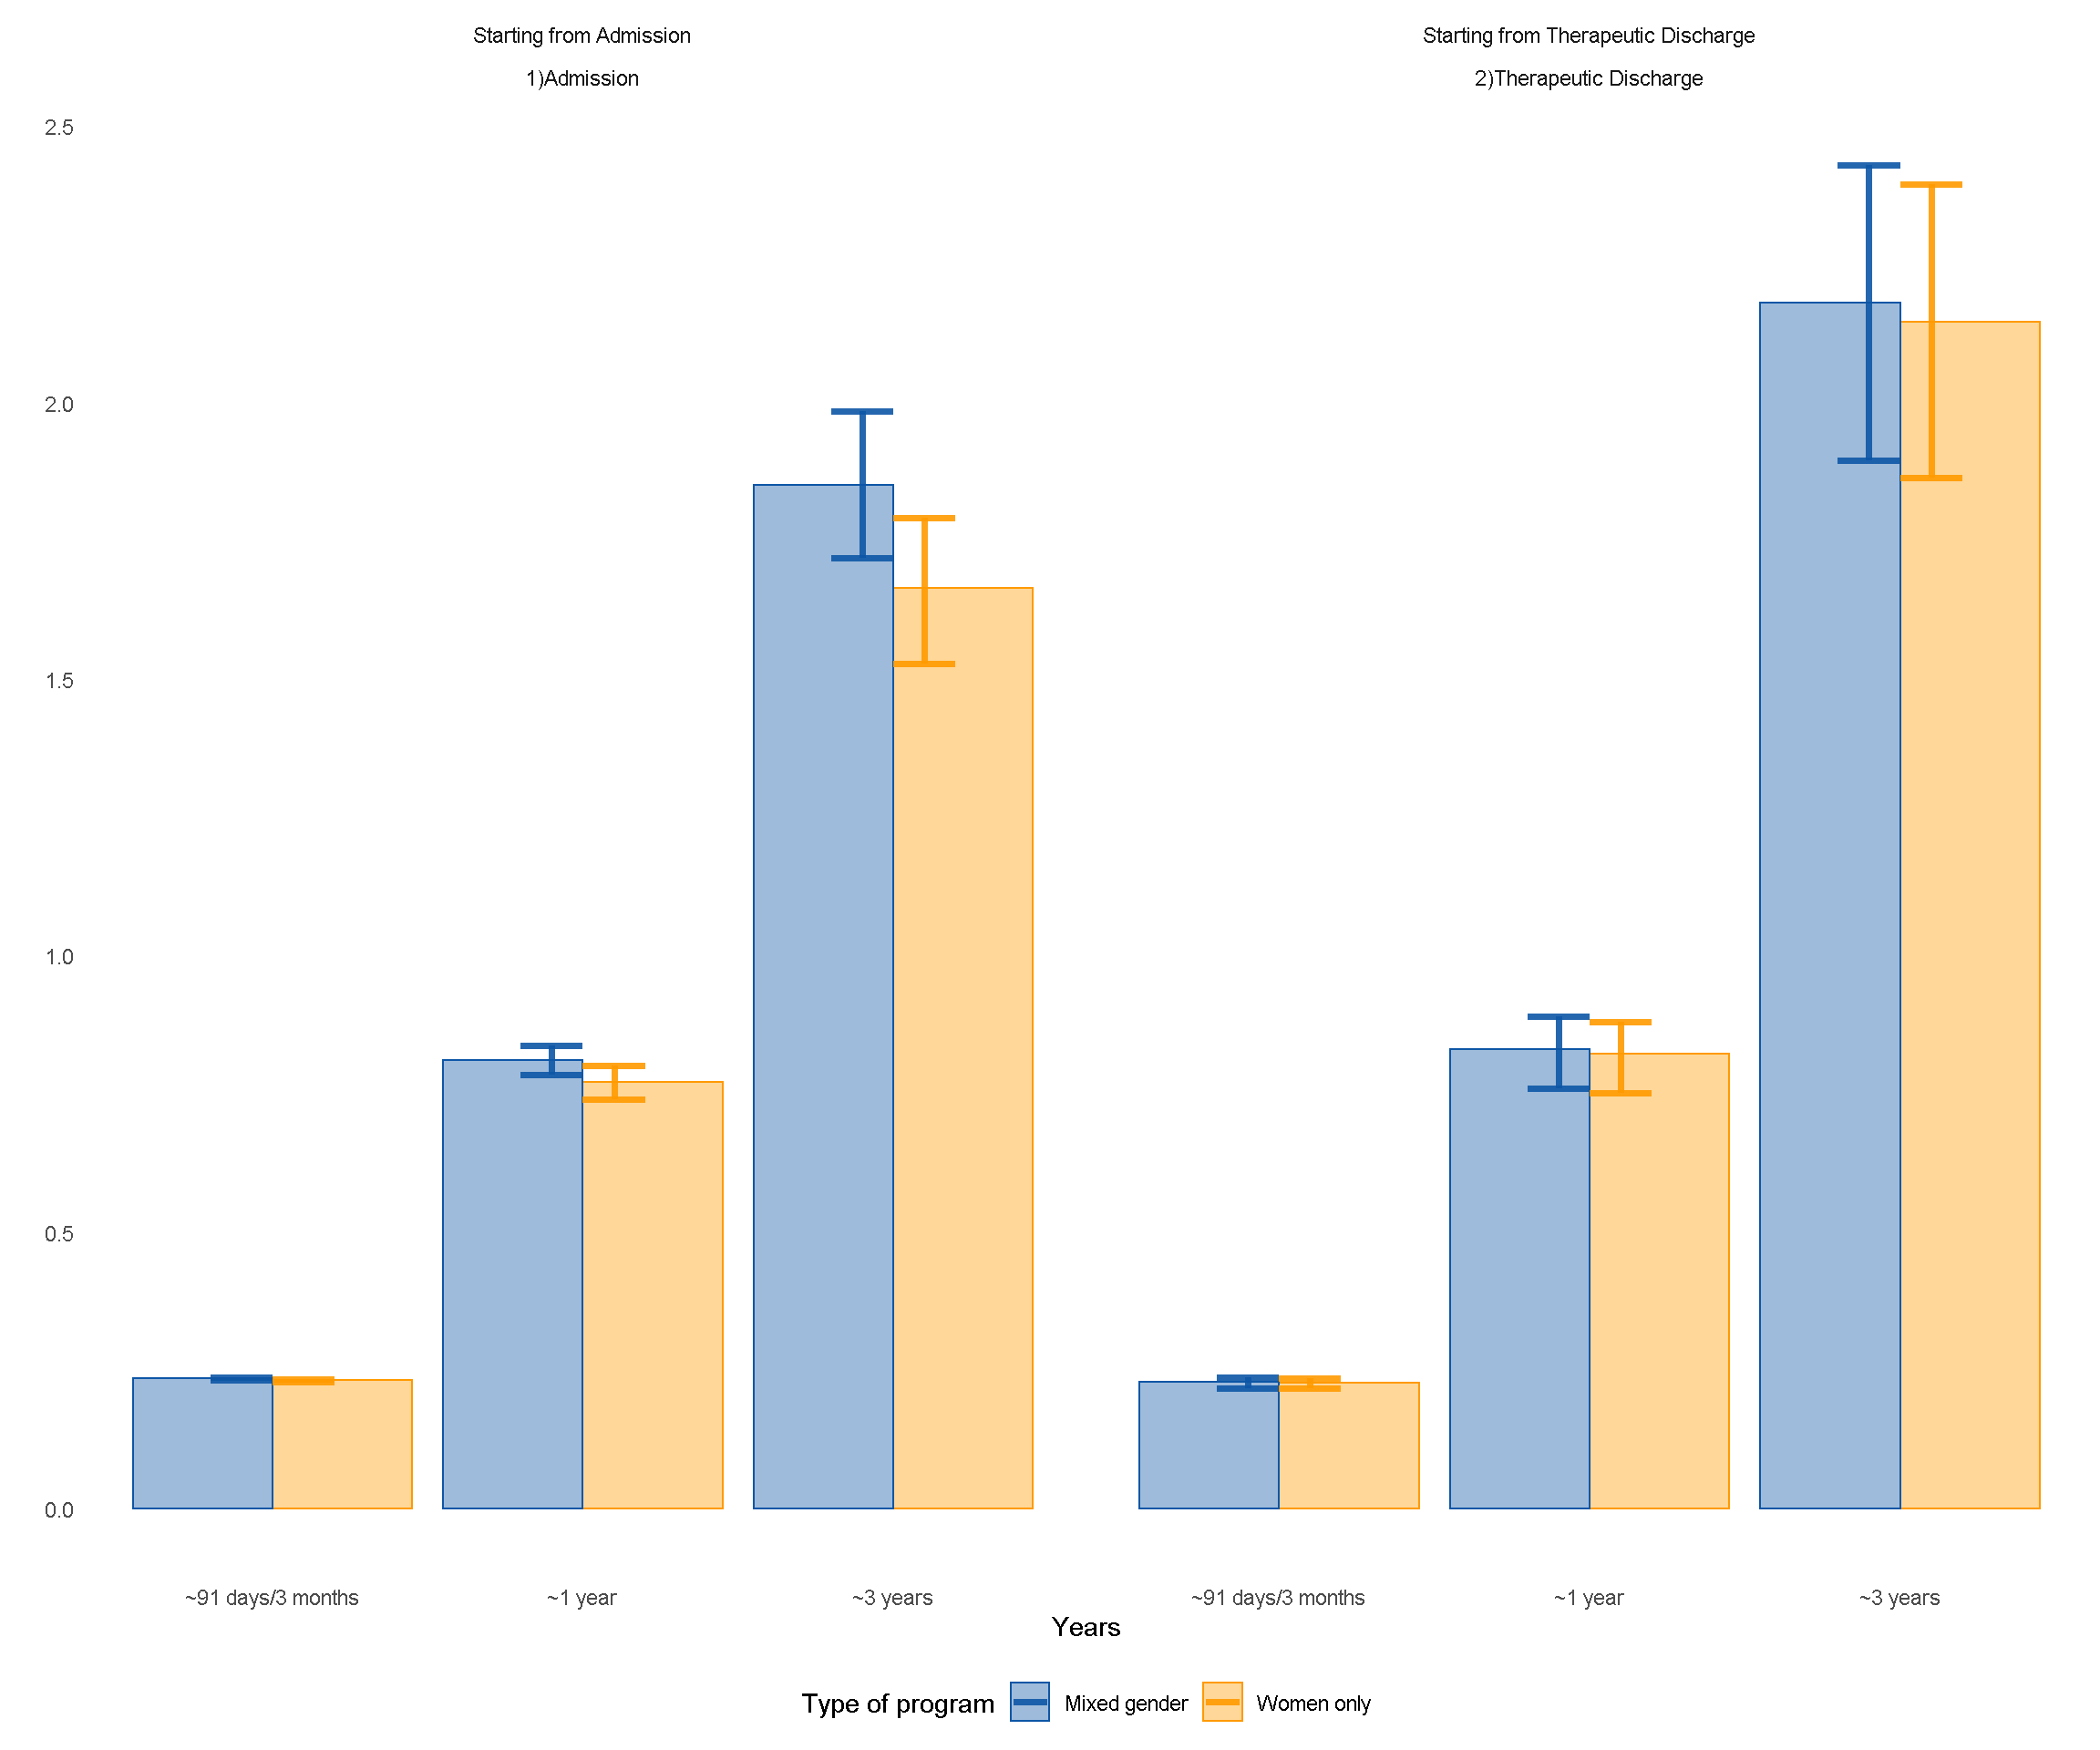 Starting from Admission
Starting from Therapeutic Discharge
1)Admission
2)Therapeutic Discharge
2.5
2.0
1.5
1.0
0.5
0.0
~91 days/3 months
~1 year
~3 years
~91 days/3 months
~1 year
~3 years
Years
Type of program
Mixed gender
Women only